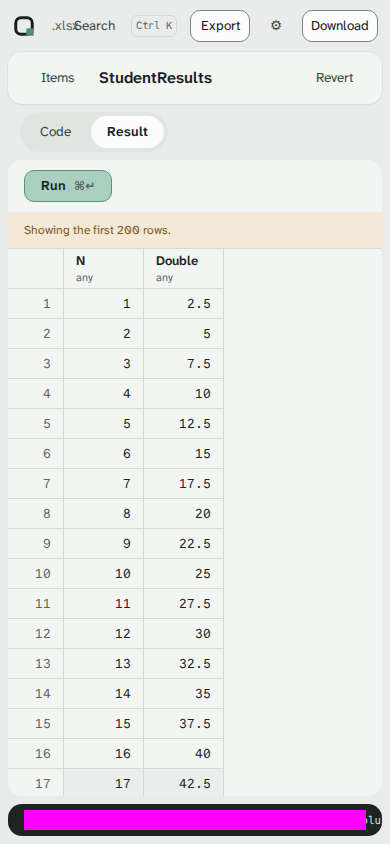 .xlsx Search Ctrl K Export Download
Items StudentResults Revert
Code Result
Run ⌘↵
Showing the first 200 rows.
N Double
any any
1 1 2.5
2 2 5
3 3 7.5
4 4 10
5 5 12.5
6 6 15
7 7 17.5
8 8 20
9 9 22.5
10 10 25
11 11 27.5
12 12 30
13 13 32.5
14 14 35
15 15 37.5
16 16 40
17 17 42.5